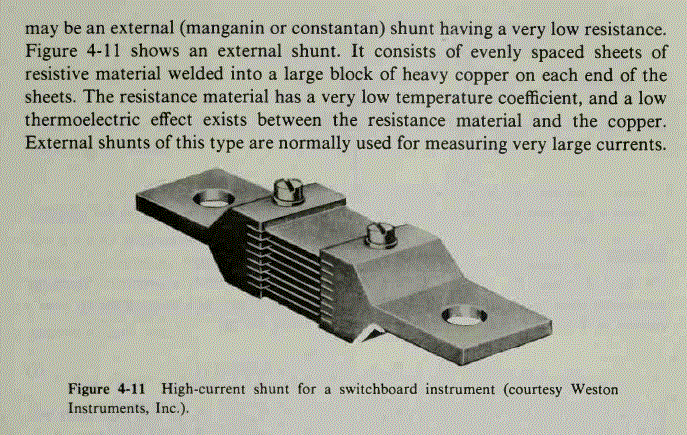 may be an external (manganin or constantan) shunt having a very low resistance.
Figure 4-11 shows an external shunt. It consists of evenly spaced sheets of
resistive material welded into a large block of heavy copper on each end of the
sheets. The resistance material has a very low temperature coefficient, and a low
thermoelectric effect exists between the resistance material and the copper.
External shunts of this type are normally used for measuring very large currents.
Figure 4-11 High-current shunt for a switchboard instrument (courtesy Weston
Instruments, Inc.).